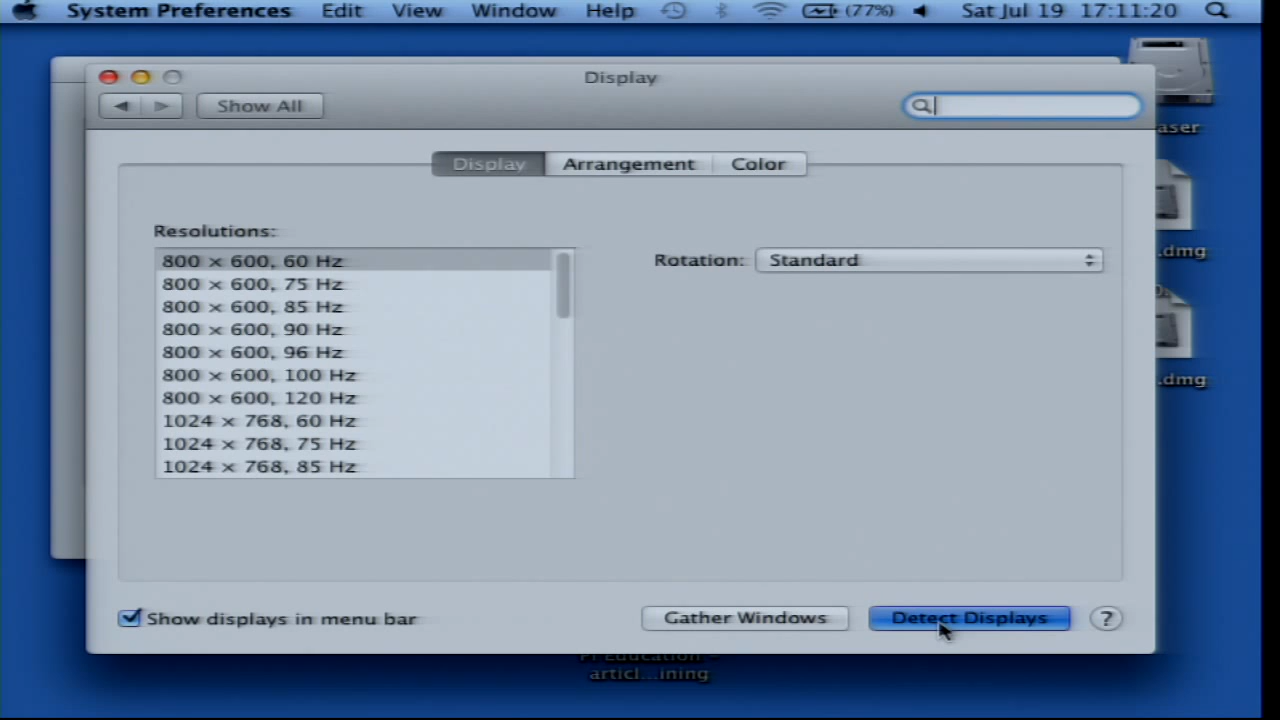 System Preferences Edit View Window Help (77%) Sat Jul 19 17:11:20
Display
Show All
Display Arrangement Color
Resolutions:
800 × 600, 60 Hz
800 × 600, 75 Hz
800 × 600, 85 Hz
800 × 600, 90 Hz
800 × 600, 96 Hz
800 × 600, 100 Hz
800 × 600, 120 Hz
1024 × 768, 60 Hz
1024 × 768, 75 Hz
1024 × 768, 85 Hz
Rotation: Standard
Show displays in menu bar
Gather Windows
Detect Displays
?
aser
.dmg
.dmg
articl...ining